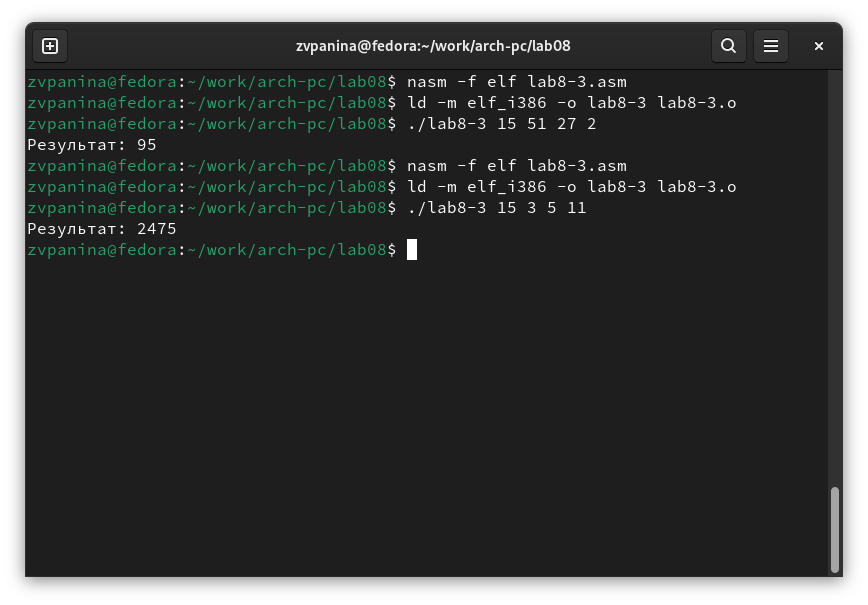 zvpanina@fedora:~/work/arch-pc/lab08
zvpanina@fedora:~/work/arch-pc/lab08$ nasm -f elf lab8-3.asm
zvpanina@fedora:~/work/arch-pc/lab08$ ld -m elf_i386 -o lab8-3 lab8-3.o
zvpanina@fedora:~/work/arch-pc/lab08$ ./lab8-3 15 51 27 2
Результат: 95
zvpanina@fedora:~/work/arch-pc/lab08$ nasm -f elf lab8-3.asm
zvpanina@fedora:~/work/arch-pc/lab08$ ld -m elf_i386 -o lab8-3 lab8-3.o
zvpanina@fedora:~/work/arch-pc/lab08$ ./lab8-3 15 3 5 11
Результат: 2475
zvpanina@fedora:~/work/arch-pc/lab08$